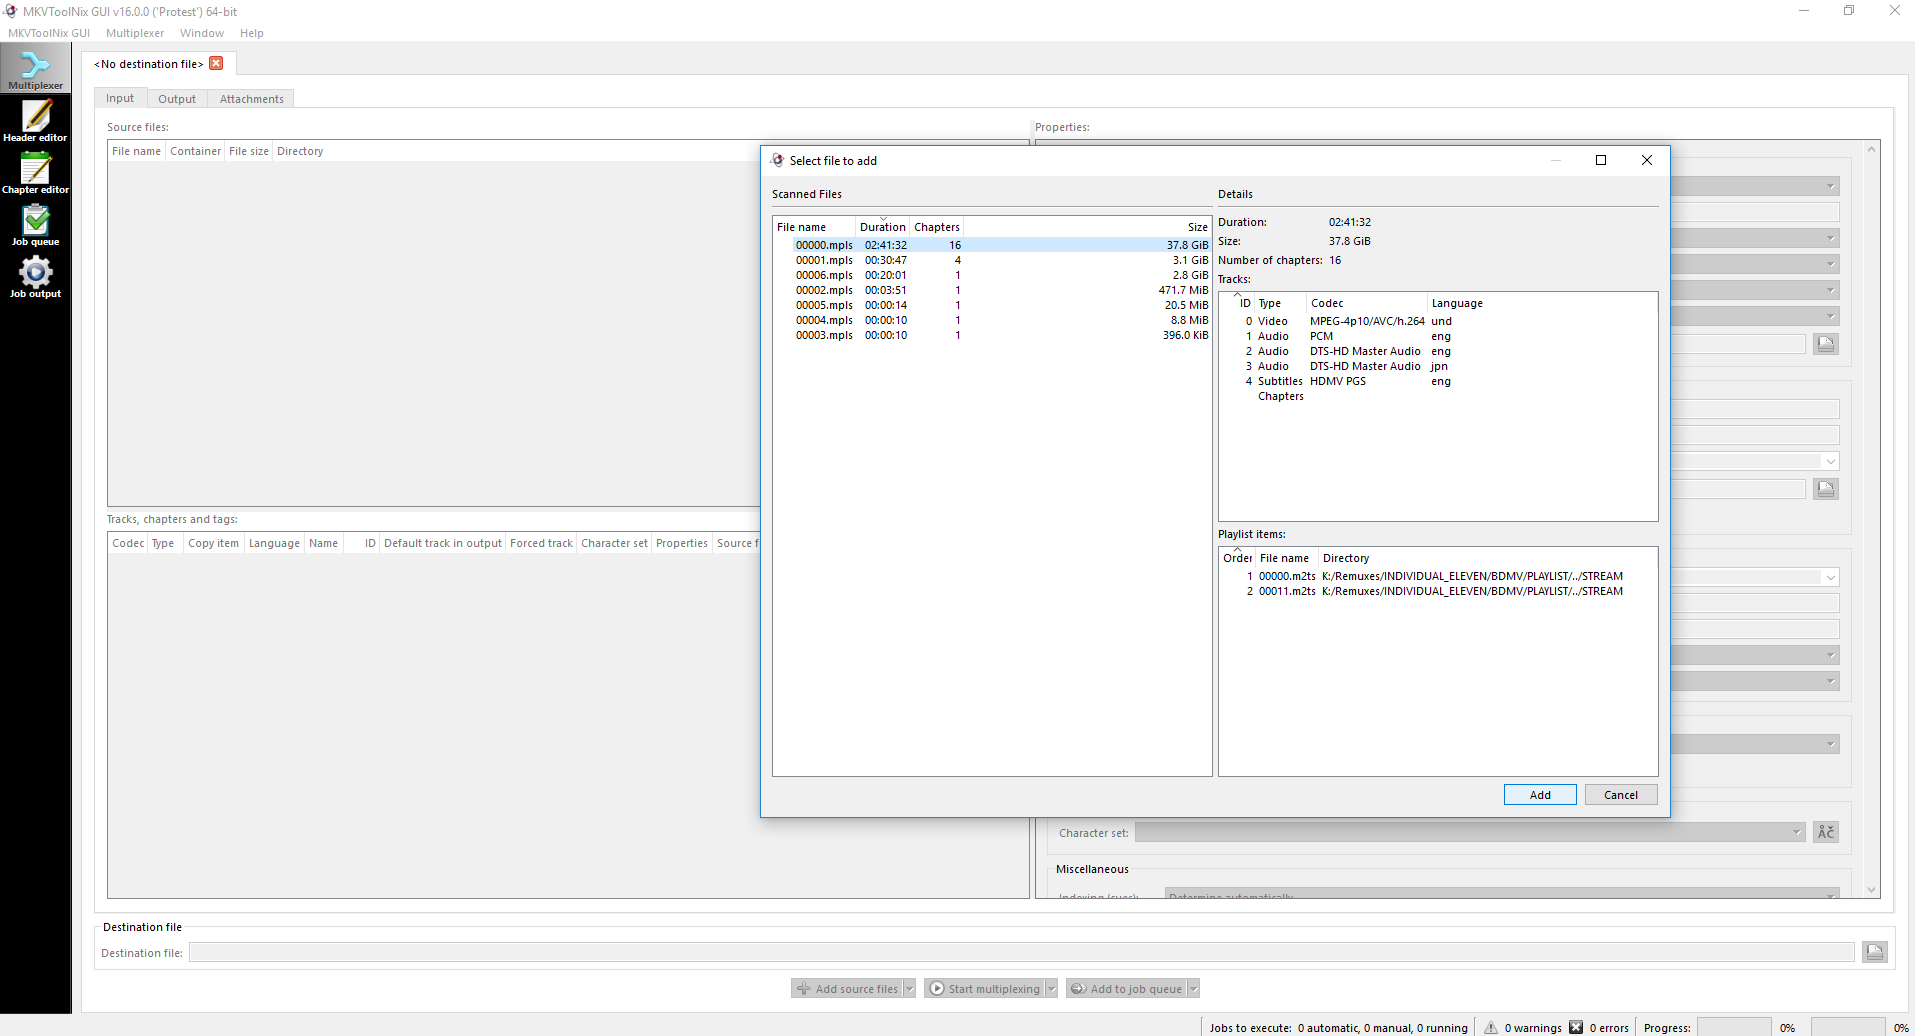 MKVToolNix GUI v16.0.0 ('Protest') 64-bit
MKVToolNix GUI Multiplexer Window Help
Multiplexer
Header editor
Chapter editor
Job queue
Job output
<No destination file>
Input Output Attachments
Source files:
File name Container File size Directory
Properties:
Select file to add
Scanned Files
File name Duration Chapters Size
00000.mpls 02:41:32 16 37.8 GiB
00001.mpls 00:30:47 4 3.1 GiB
00006.mpls 00:20:01 1 2.8 GiB
00002.mpls 00:03:51 1 471.7 MiB
00005.mpls 00:00:14 1 20.5 MiB
00004.mpls 00:00:10 1 8.8 MiB
00003.mpls 00:00:10 1 396.0 KiB
Details
Duration: 02:41:32
Size: 37.8 GiB
Number of chapters: 16
Tracks:
ID Type Codec Language
0 Video MPEG-4p10/AVC/h.264 und
1 Audio PCM eng
2 Audio DTS-HD Master Audio eng
3 Audio DTS-HD Master Audio jpn
4 Subtitles HDMV PGS eng
Chapters
Playlist items:
Order File name Directory
1 00000.m2ts K:/Remuxes/INDIVIDUAL_ELEVEN/BDMV/PLAYLIST/../STREAM
2 00011.m2ts K:/Remuxes/INDIVIDUAL_ELEVEN/BDMV/PLAYLIST/../STREAM
Add Cancel
Tracks, chapters and tags:
Codec Type Copy item Language Name ID Default track in output Forced track Character set Properties Source f
Character set: ÅČ
Miscellaneous
Indexing (cues): Determine automatically
Destination file
Destination file:
Add source files Start multiplexing Add to job queue
Jobs to execute: 0 automatic, 0 manual, 0 running 0 warnings 0 errors Progress: 0% 0%